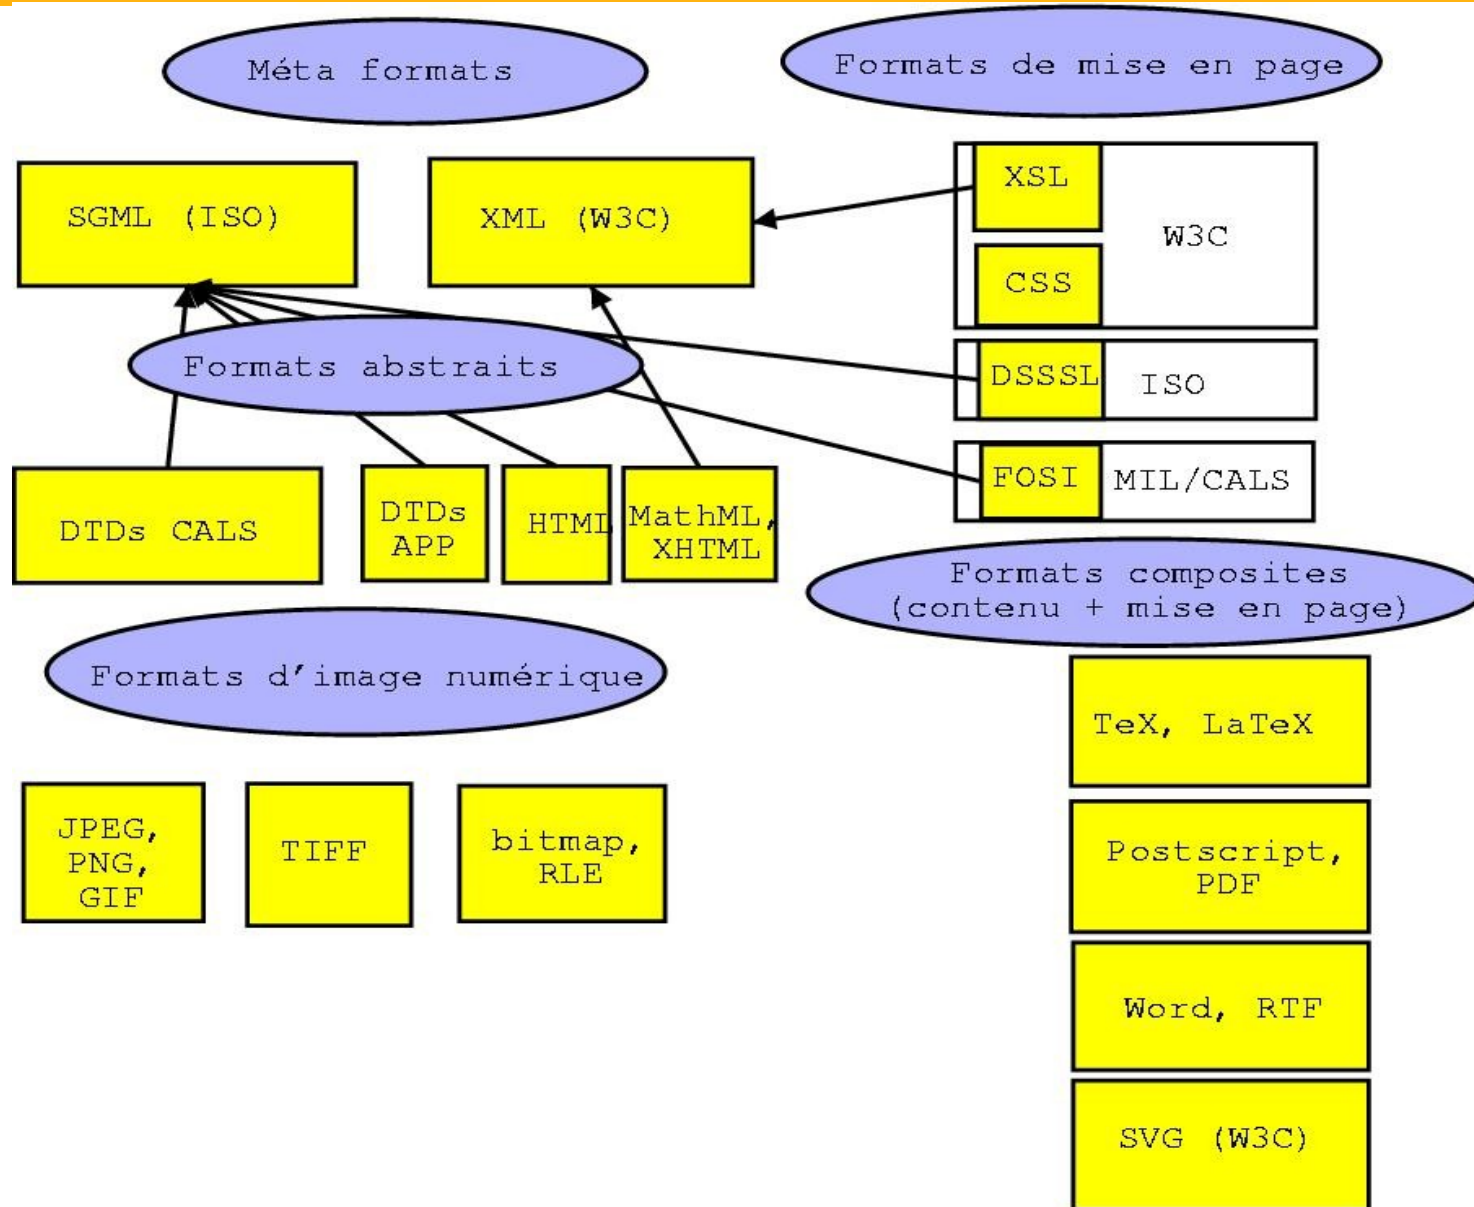 Méta formats
Formats de mise en page
SGML (ISO)
XML (W3C)
XSL
W3C
CSS
Formats abstraits
DSSSL
ISO
FOSI
MIL/CALS
DTDs CALS
DTDs
APP
HTML
MathML,
XHTML
Formats composites
(contenu + mise en page)
Formats d'image numérique
TeX, LaTeX
JPEG,
PNG,
GIF
TIFF
bitmap,
RLE
Postscript,
PDF
Word, RTF
SVG (W3C)